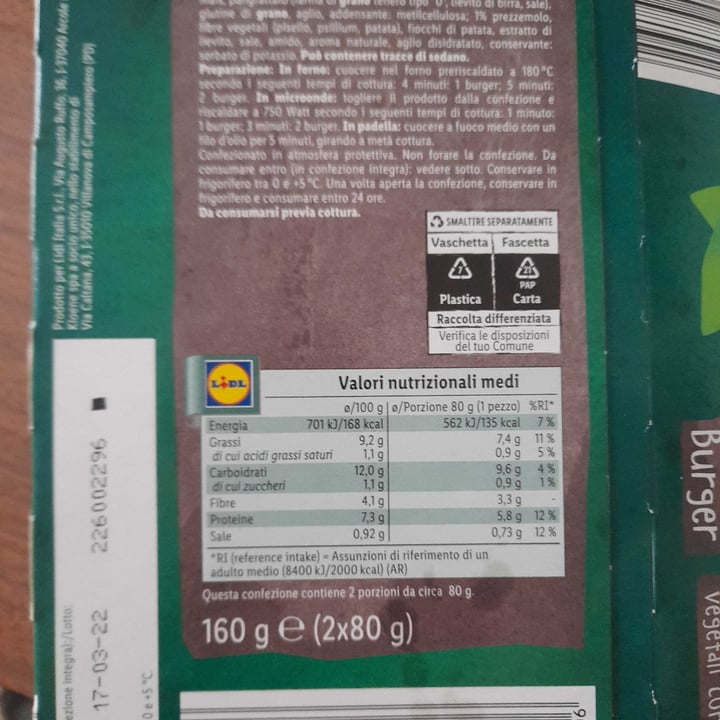 grano tenero tipo "0", lievito di birra, sale),
glutine di grano, aglio, addensante: metilcellulosa; 1% prezzemolo,
fibre vegetali (pisello, psillium, patata), fiocchi di patata, estratto di
lievito, sale, amido, aroma naturale, aglio disidratato, conservante:
sorbato di potassio. Può contenere tracce di sedano.
Preparazione: In forno: cuocere nel forno preriscaldato a 180°C
secondo i seguenti tempi di cottura: 4 minuti: 1 burger; 5 minuti:
2 burger. In microonde: togliere il prodotto dalla confezione e
riscaldare a 750 Watt secondo i seguenti tempi di cottura: 1 minuto:
1 burger; 3 minuti: 2 burger. In padella: cuocere a fuoco medio con un
filo d'olio per 5 minuti, girando a metà cottura.
Confezionato in atmosfera protettiva. Non forare la confezione. Da
consumare entro (in confezione integra): vedere sotto. Conservare in
frigorifero tra 0 e +5°C. Una volta aperta la confezione, conservare in
frigorifero e consumare entro 24 ore.
Da consumarsi previa cottura.
SMALTIRE SEPARATAMENTE
Vaschetta Fascetta
7 21
PAP
Plastica Carta
Raccolta differenziata
Verifica le disposizioni
del tuo Comune
LIDL
Valori nutrizionali medi
ø/100 g ø/Porzione 80 g (1 pezzo) %RI*
Energia 701 kJ/168 kcal 562 kJ/135 kcal 7 %
Grassi 9,2 g 7,4 g 11 %
di cui acidi grassi saturi 1,1 g 0,9 g 5 %
Carboidrati 12,0 g 9,6 g 4 %
di cui zuccheri 1,1 g 0,9 g 1 %
Fibre 4,1 g 3,3 g -
Proteine 7,3 g 5,8 g 12 %
Sale 0,92 g 0,73 g 12 %
*RI (reference intake) = Assunzioni di riferimento di un
adulto medio (8400 kJ/2000 kcal) (AR)
Questa confezione contiene 2 porzioni da circa 80 g.
160 g e (2x80 g)
Prodotto per Lidl Italia S.r.l., Via Augusto Ruffo, 36, I-37040 Arcole
Kioene spa a socio unico, nello stabilimento di
Via Caltana, 43, I-35010 Villanova di Camposampiero (PD)
integra):/Lotto:
17-03-22 226002296
0 e +5°C
Burger
vegetali